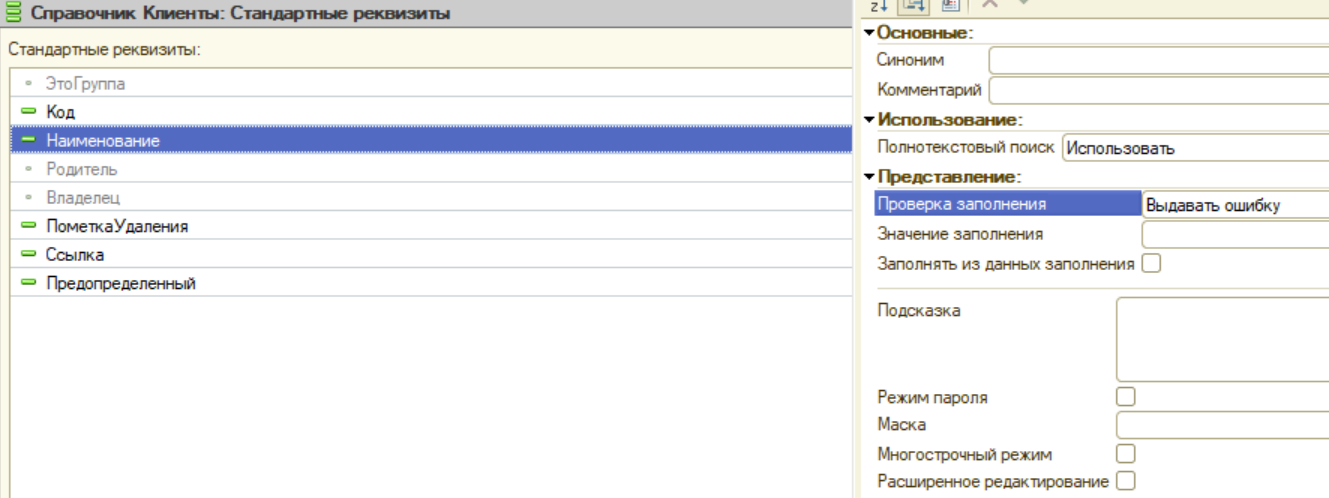 Справочник Клиенты: Стандартные реквизиты
Стандартные реквизиты:
ЭтоГруппа
Код
Наименование
Родитель
Владелец
ПометкаУдаления
Ссылка
Предопределенный
Основные:
Синоним
Комментарий
Использование:
Полнотекстовый поиск Использовать
Представление:
Проверка заполнения Выдавать ошибку
Значение заполнения
Заполнять из данных заполнения
Подсказка
Режим пароля
Маска
Многострочный режим
Расширенное редактирование